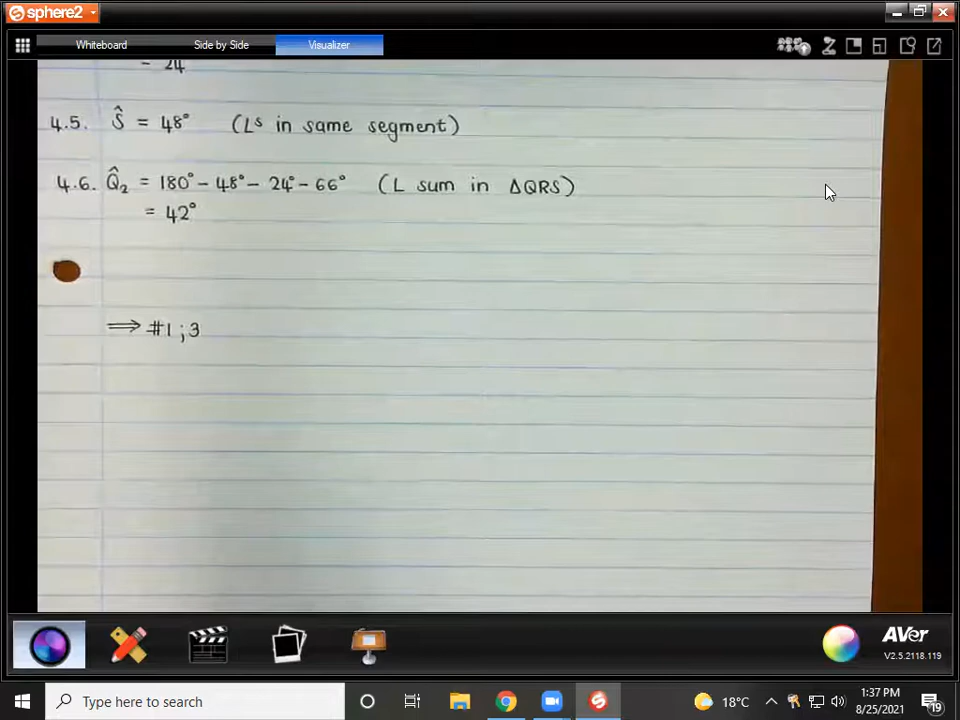 sphere2
Whiteboard Side by Side Visualizer
= 24
4.5. Ŝ = 48° (Ls in same segment)
4.6. Q̂2 = 180° - 48° - 24° - 66° (L sum in ΔQRS)
= 42°
⟹ #1 ; 3
AVer
V2.5.2118.119
Type here to search
18°C
1:37 PM
8/25/2021
19